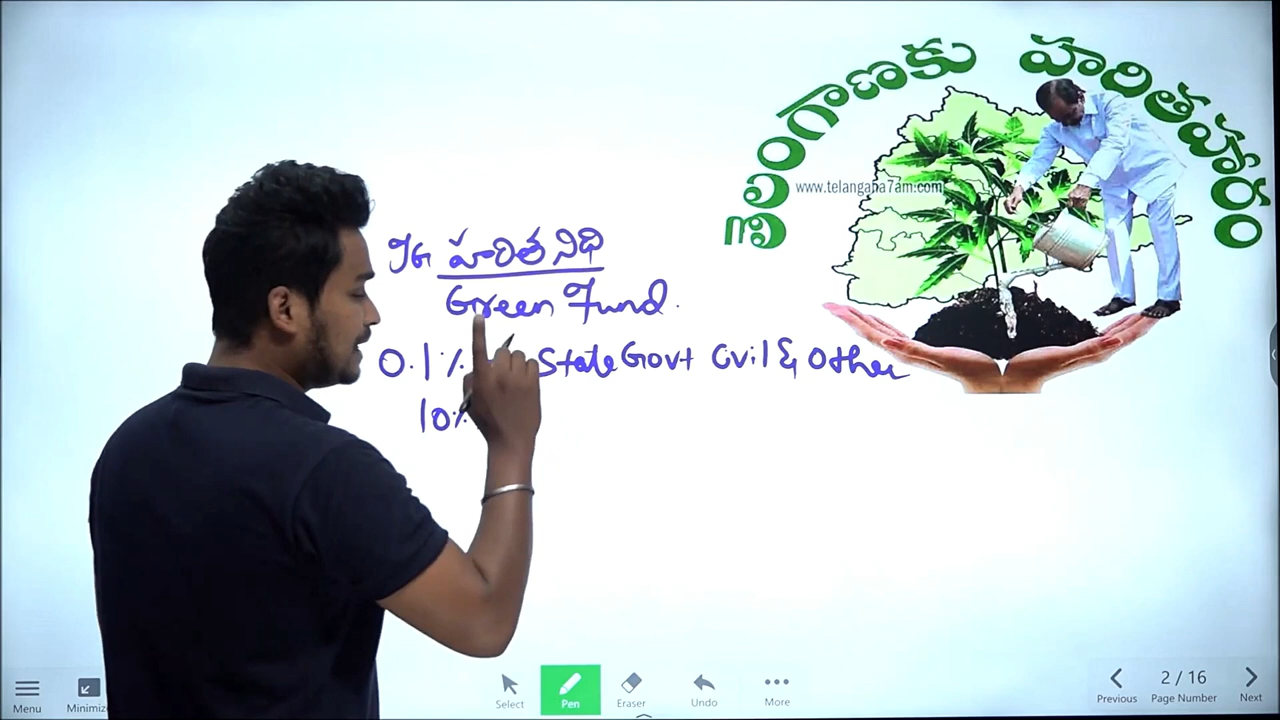 తెలంగాణకు హరితహారం
www.telangana7am.com
TG హరిత నిధి
Green Fund.
0.1% State Govt Civil & Other
10%
Menu
Minimiz
Select
Pen
Eraser
Undo
More
Previous
2 / 16
Page Number
Next